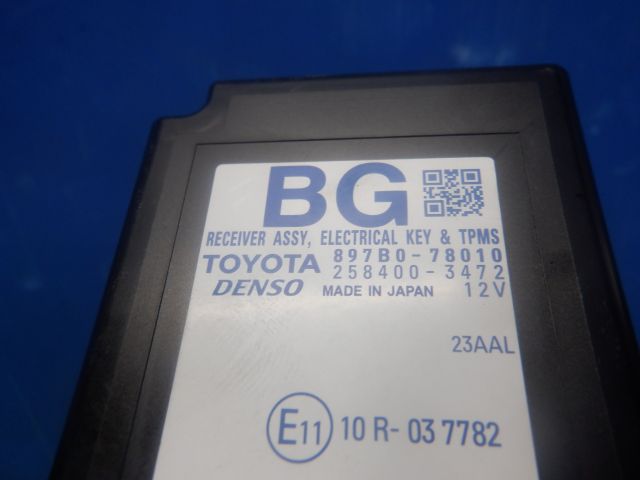 BG
RECEIVER ASSY, ELECTRICAL KEY & TPMS
TOYOTA 897B0-78010
258400-3472
DENSO MADE IN JAPAN 12V
23AAL
E11 10 R- 03 7782